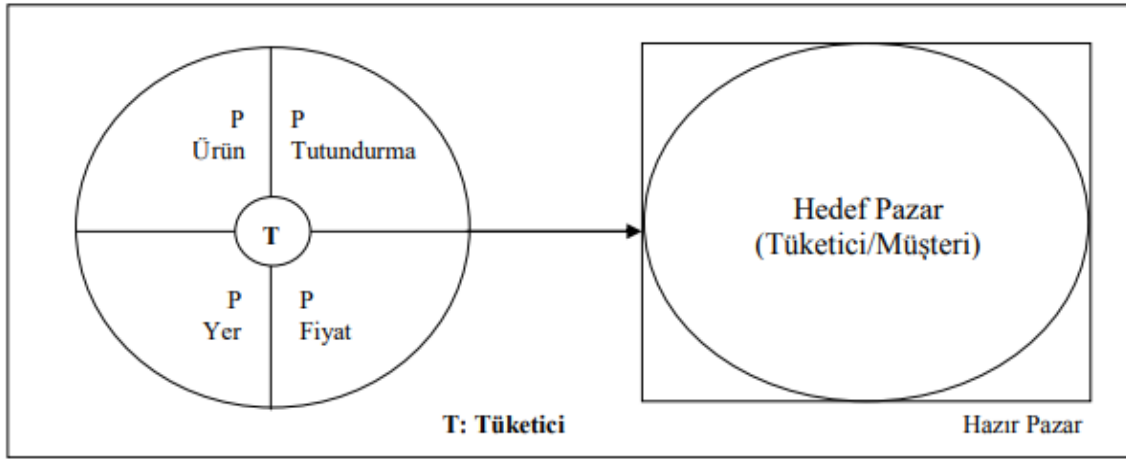 P
Ürün
P
Tutundurma
T
P
Yer
P
Fiyat
Hedef Pazar
(Tüketici/Müşteri)
T: Tüketici
Hazır Pazar